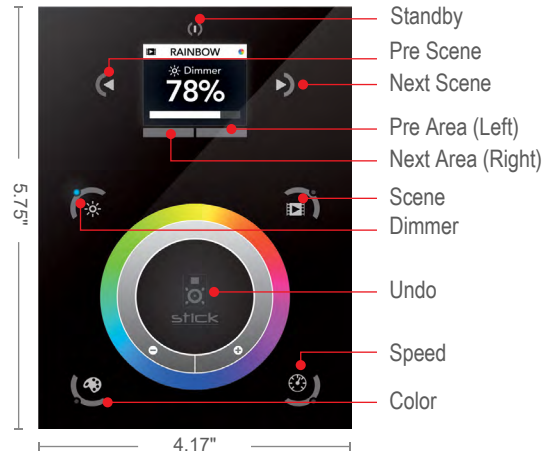 Standby
RAINBOW
Pre Scene
Dimmer
Next Scene
78%
Pre Area (Left)
Next Area (Right)
5.75"
Scene
Dimmer
Undo
stick
Speed
Color
4.17"